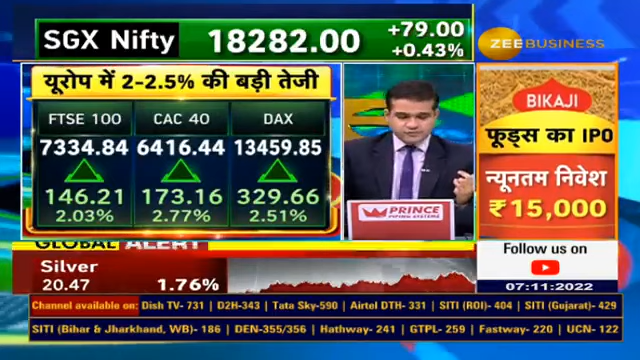 SGX Nifty
18282.00
+79.00
+0.43%
ZEE BUSINESS
यूरोप में 2-2.5% की बड़ी तेजी
FTSE 100
7334.84
146.21
2.03%
CAC 40
6416.44
173.16
2.77%
DAX
13459.85
329.66
2.51%
PRINCE
PIPING SYSTEMS
BIKAJI
फूड्स का IPO
न्यूनतम निवेश
₹15,000
GLOBAL ALERT
Silver
20.47
1.76%
Follow us on
07:11:2022
Channel available on: Dish TV- 731 | D2H-343 | Tata Sky-590 | Airtel DTH- 331 | SITI (ROI)- 404 | SITI (Gujarat)- 429
SITI (Bihar & Jharkhand, WB)- 186 | DEN-355/356 | Hathway- 241 | GTPL- 259 | Fastway- 220 | UCN- 122